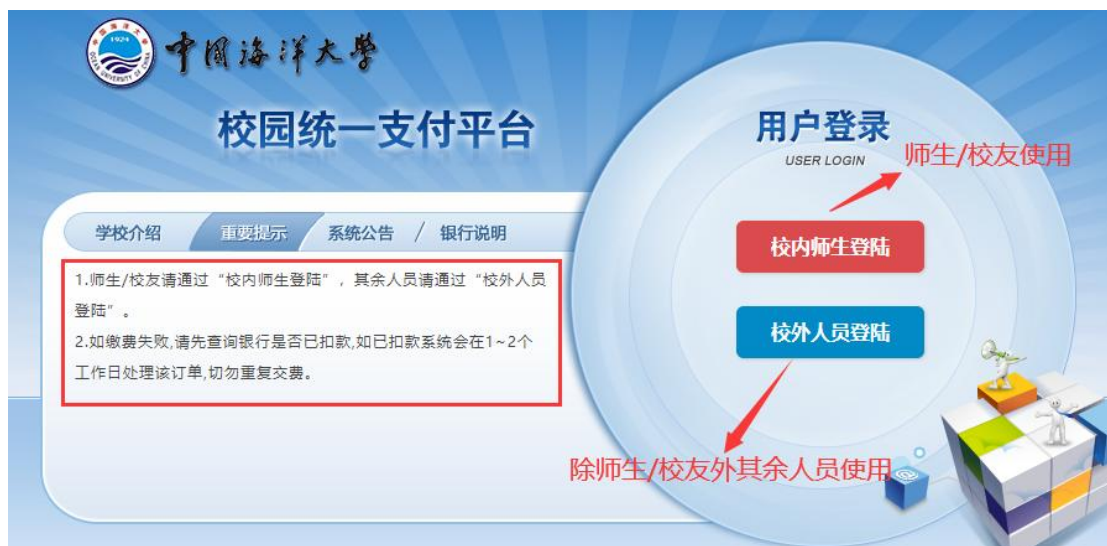 中国海洋大学
1924
OCEAN UNIVERSITY OF CHINA
校园统一支付平台
学校介绍
重要提示
系统公告 / 银行说明
1.师生/校友请通过“校内师生登陆”, 其余人员请通过“校外人员
登陆”。
2.如缴费失败,请先查询银行是否已扣款,如已扣款系统会在1~2个
工作日处理该订单,切勿重复交费。
用户登录
USER LOGIN
师生/校友使用
校内师生登陆
校外人员登陆
除师生/校友外其余人员使用
@